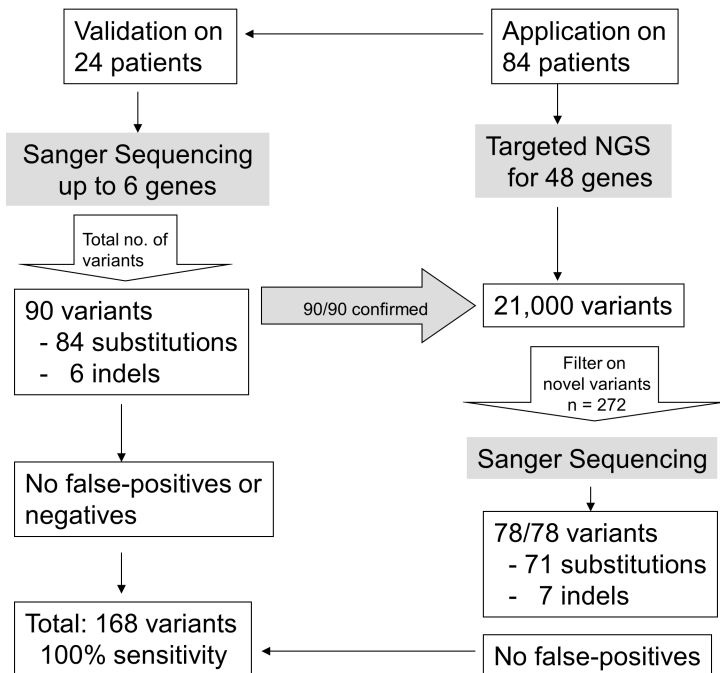 Validation on
24 patients
Application on
84 patients
Sanger Sequencing
up to 6 genes
Targeted NGS
for 48 genes
Total no. of
variants
90 variants
- 84 substitutions
- 6 indels
90/90 confirmed
21,000 variants
Filter on
novel variants
n = 272
Sanger Sequencing
No false-positives or
negatives
78/78 variants
- 71 substitutions
- 7 indels
Total: 168 variants
100% sensitivity
No false-positives